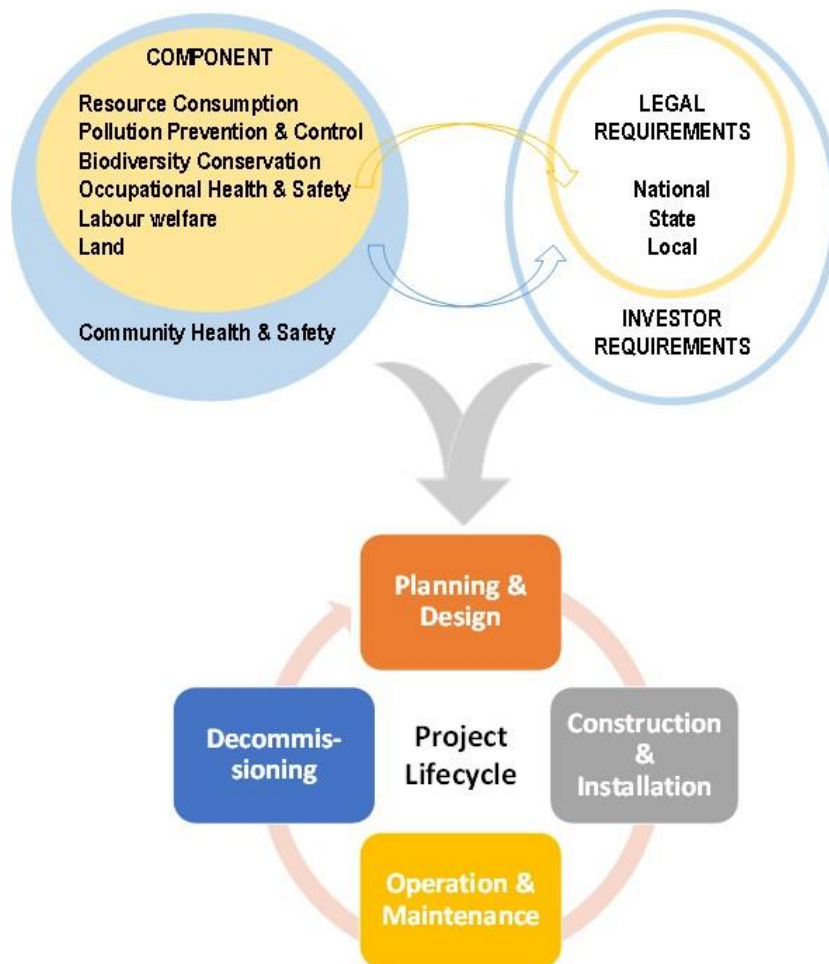 COMPONENT
Resource Consumption
Pollution Prevention & Control
Biodiversity Conservation
Occupational Health & Safety
Labour welfare
Land
Community Health & Safety
LEGAL
REQUIREMENTS
National
State
Local
INVESTOR
REQUIREMENTS
Planning &
Design
Construction
&
Installation
Operation &
Maintenance
Decommis-
sioning
Project
Lifecycle